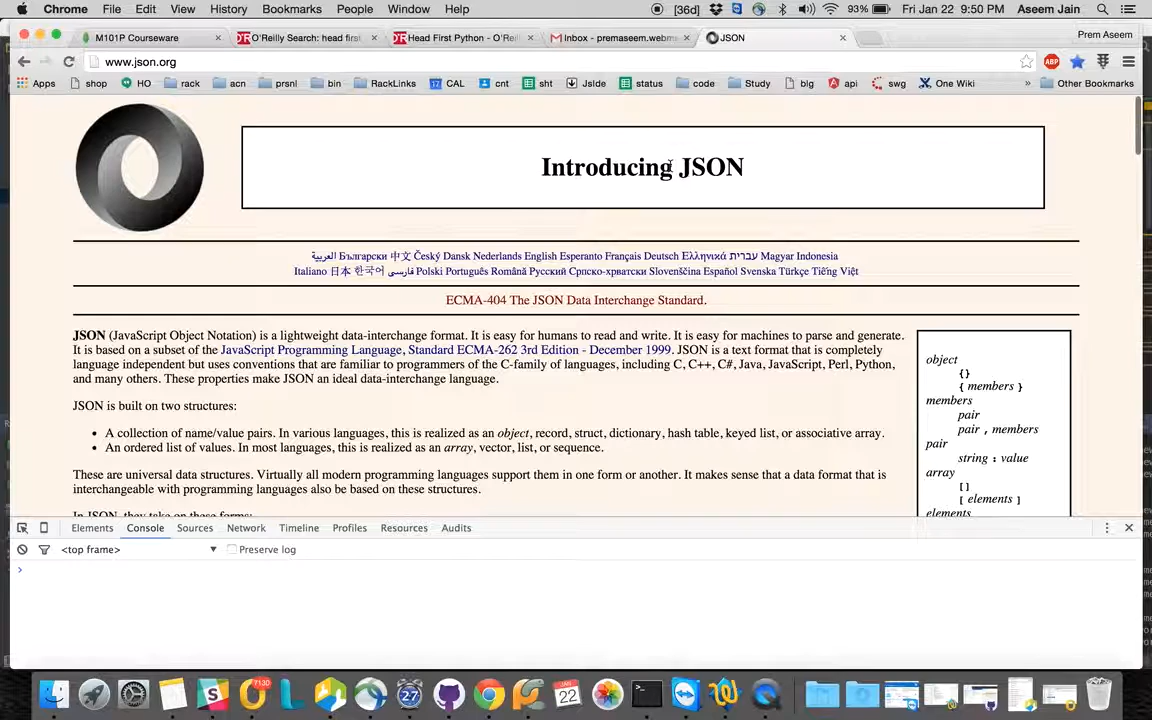 Chrome File Edit View History Bookmarks People Window Help [36d] 93% Fri Jan 22 9:50 PM Aseem Jain
M101P Courseware × O'Reilly Search: head first × Head First Python - O'Rei × Inbox - premaseem.webm × JSON × Prem Aseem
www.json.org ABP
Apps shop HO rack acn prsnl bin RackLinks 17 CAL cnt sht Jslde status code Study blg api swg One Wiki » Other Bookmarks
Introducing JSON
العربية Български 中文 Český Dansk Nederlands English Esperanto Français Deutsch Ελληνικά עברית Magyar Indonesia
Italiano 日本 한국어 فارسی Polski Português Română Русский Српско-хрватски Slovenščina Español Svenska Türkçe Tiếng Việt
ECMA-404 The JSON Data Interchange Standard.
JSON (JavaScript Object Notation) is a lightweight data-interchange format. It is easy for humans to read and write. It is easy for machines to parse and generate.
It is based on a subset of the JavaScript Programming Language, Standard ECMA-262 3rd Edition - December 1999. JSON is a text format that is completely
language independent but uses conventions that are familiar to programmers of the C-family of languages, including C, C++, C#, Java, JavaScript, Perl, Python,
and many others. These properties make JSON an ideal data-interchange language.
JSON is built on two structures:
• A collection of name/value pairs. In various languages, this is realized as an object, record, struct, dictionary, hash table, keyed list, or associative array.
• An ordered list of values. In most languages, this is realized as an array, vector, list, or sequence.
These are universal data structures. Virtually all modern programming languages support them in one form or another. It makes sense that a data format that is
interchangeable with programming languages also be based on these structures.
In JSON, they take on these forms:
object
{}
{ members }
members
pair
pair , members
pair
string : value
array
[]
[ elements ]
elements
Elements Console Sources Network Timeline Profiles Resources Audits
<top frame> ▼ Preserve log
>
7130
S
27
JAN
22